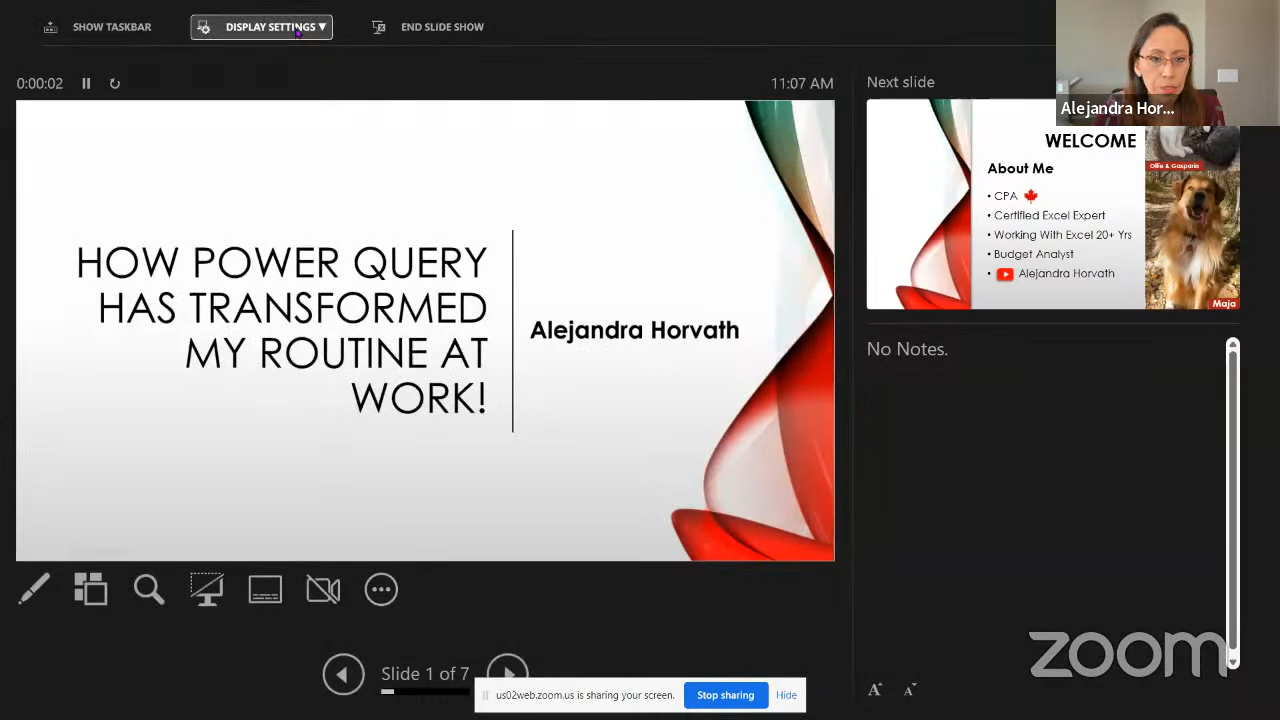 SHOW TASKBAR
DISPLAY SETTINGS ▼
END SLIDE SHOW
0:00:02
11:07 AM
HOW POWER QUERY
HAS TRANSFORMED
MY ROUTINE AT
WORK!
Alejandra Horvath
Next slide
Alejandra Hor...
WELCOME
Ollie & Gasparin
About Me
• CPA
• Certified Excel Expert
• Working With Excel 20+ Yrs
• Budget Analyst
• Alejandra Horvath
Maja
No Notes.
zoom
Slide 1 of 7
us02web.zoom.us is sharing your screen.
Stop sharing
Hide
A A